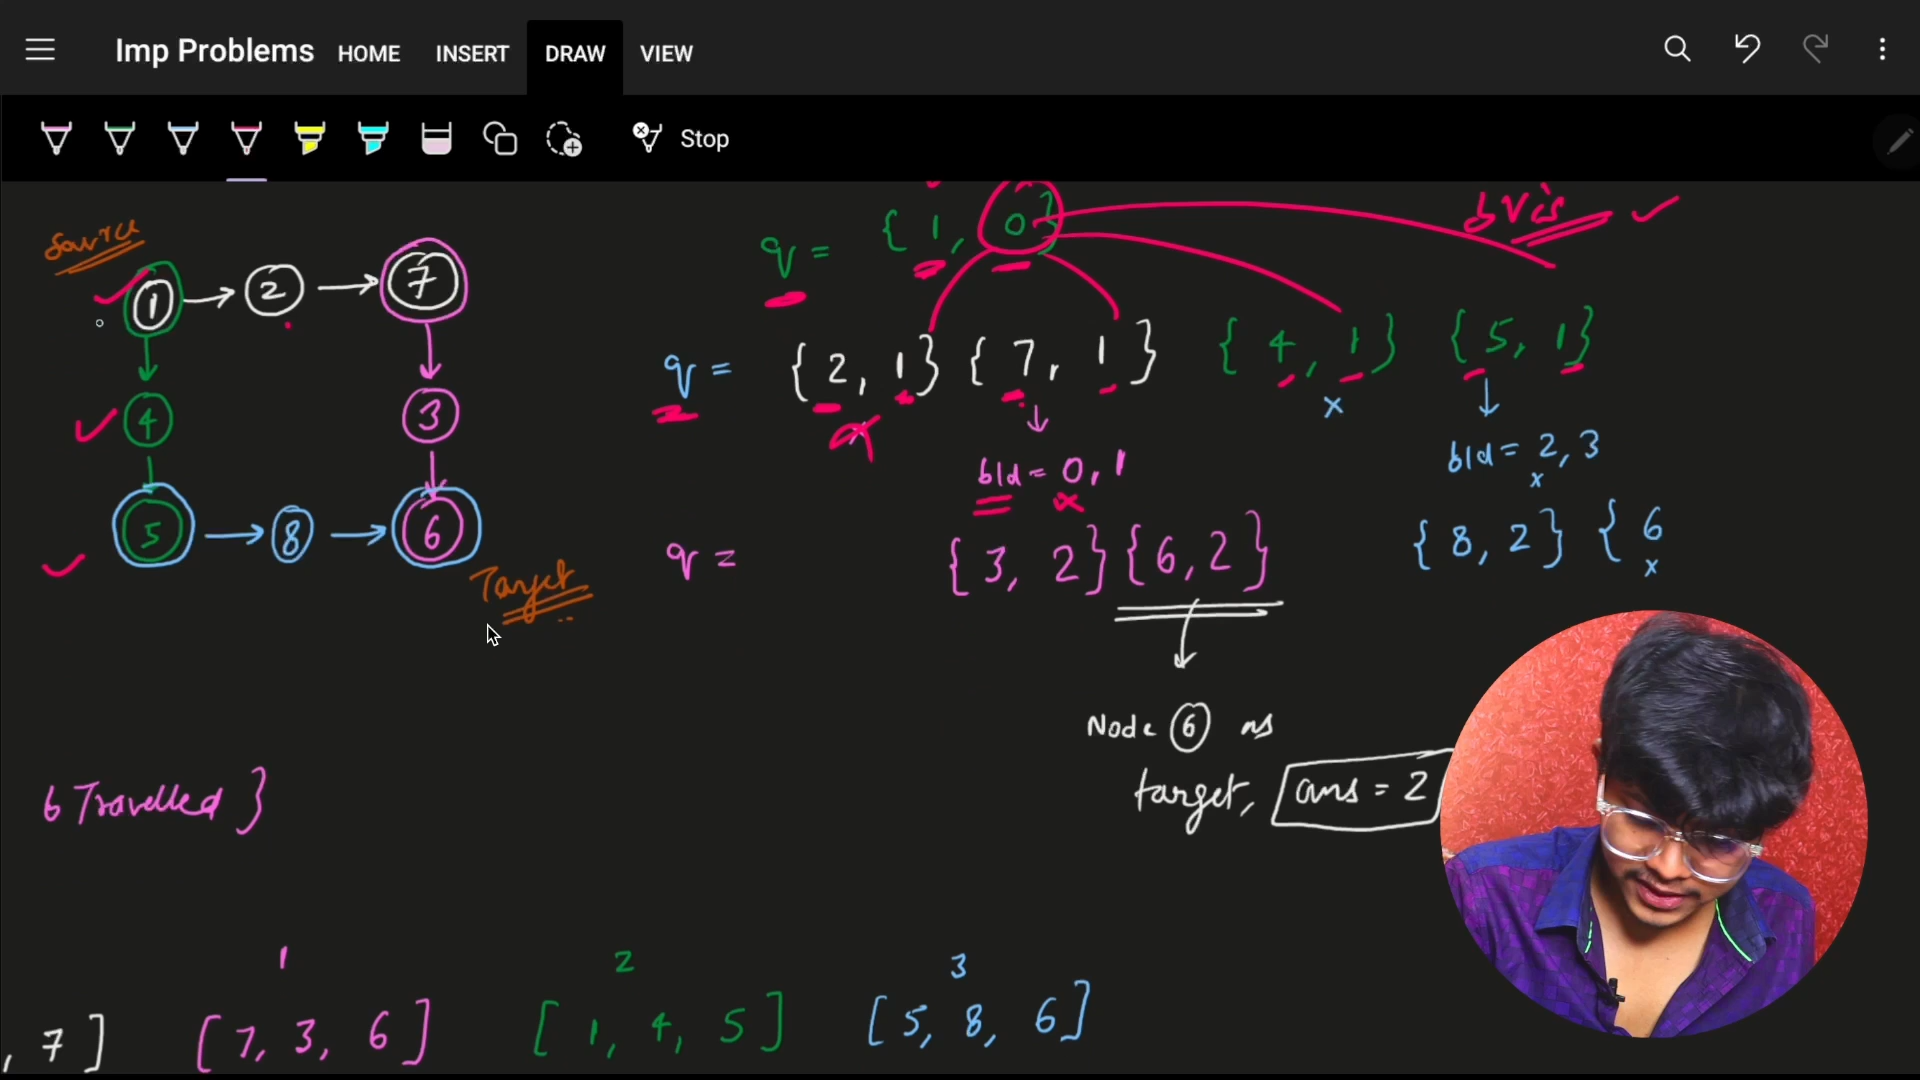 Imp Problems HOME INSERT DRAW VIEW
Stop
Source
1 2 7
4 3
5 8 6
Target
q = { 1, 0}
bVis
q = { 2, 1} { 7, 1 } { 4, 1 } { 5, 1}
x
bId = 0, 1
x
bId = 2, 3
x
q = {3, 2} {6, 2} { 8, 2 } { 6
x
Node 6 as
target, ans = 2
b Travelled }
1 2 3
, 7 ] [ 7, 3, 6 ] [ 1, 4, 5 ] [ 5, 8, 6 ]